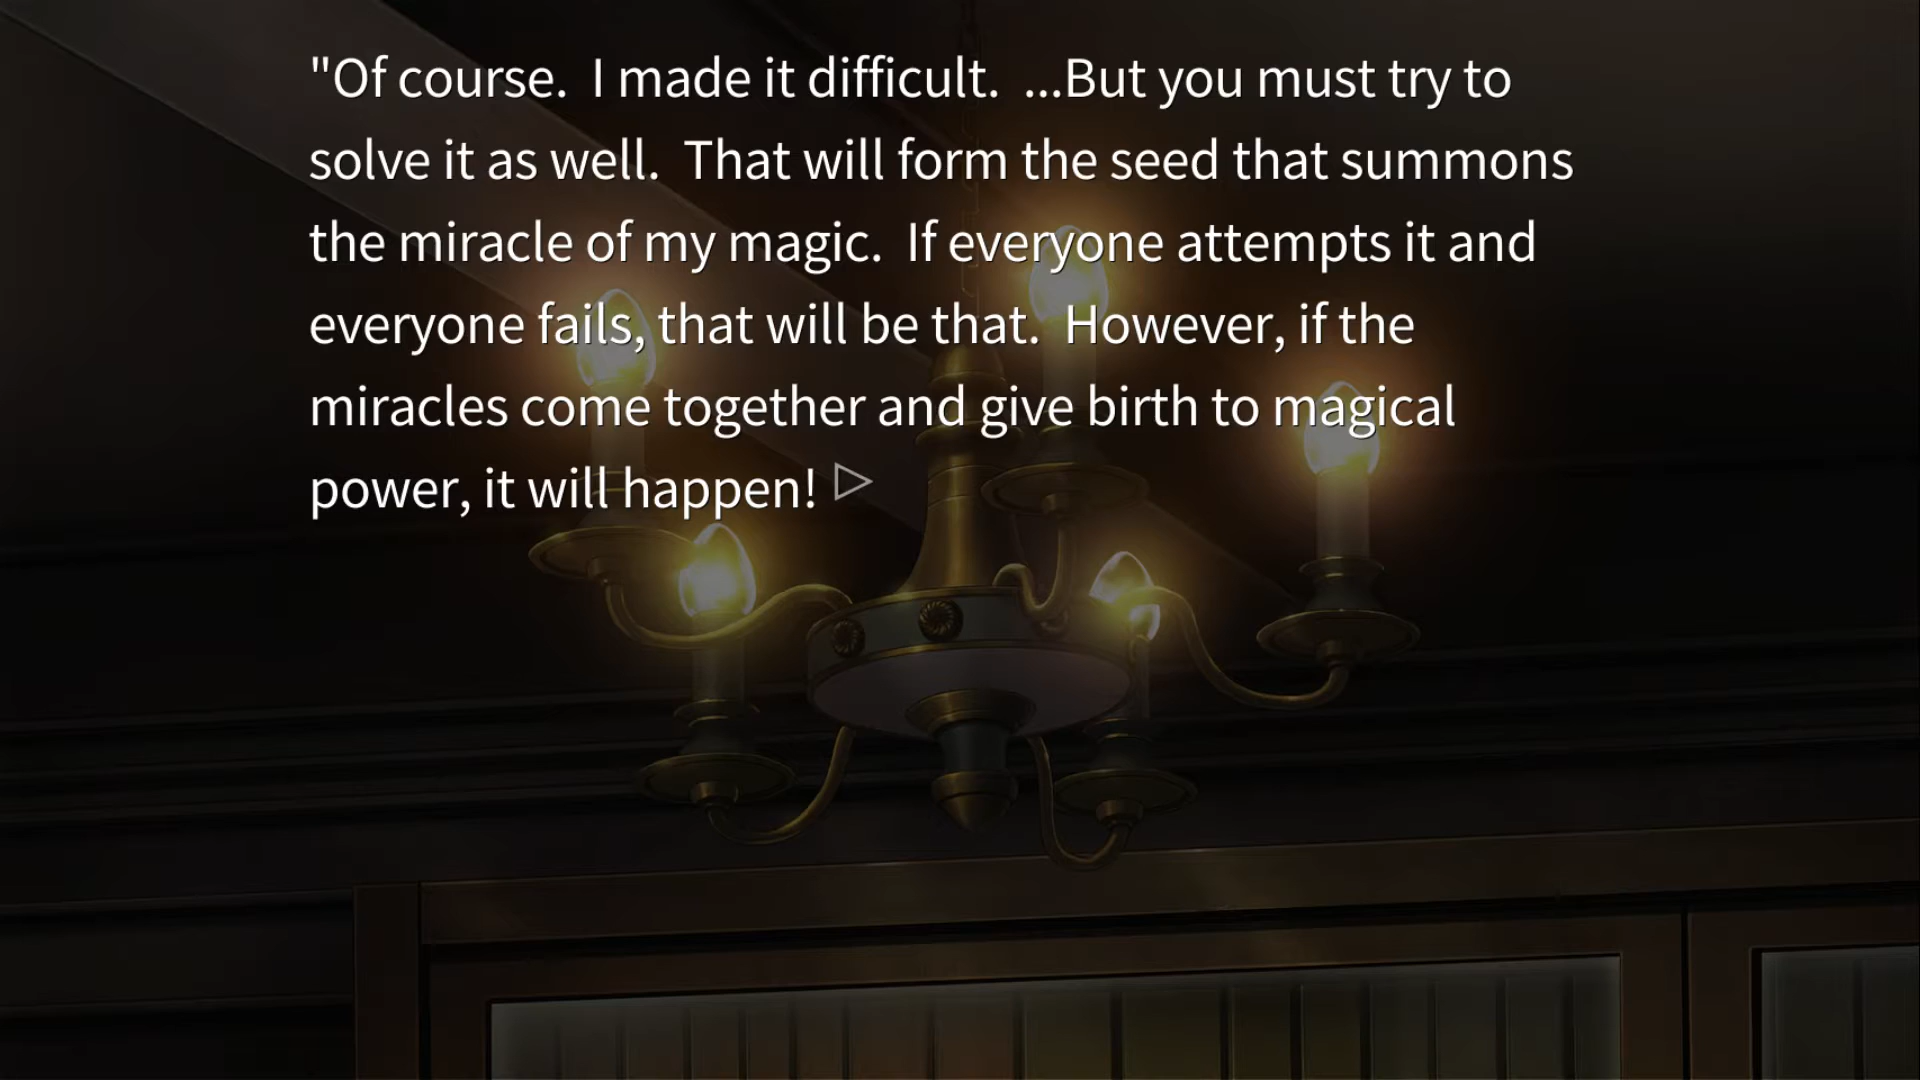 "Of course.  I made it difficult.  ...But you must try to
solve it as well.  That will form the seed that summons
the miracle of my magic.  If everyone attempts it and
everyone fails, that will be that.  However, if the
miracles come together and give birth to magical
power, it will happen!